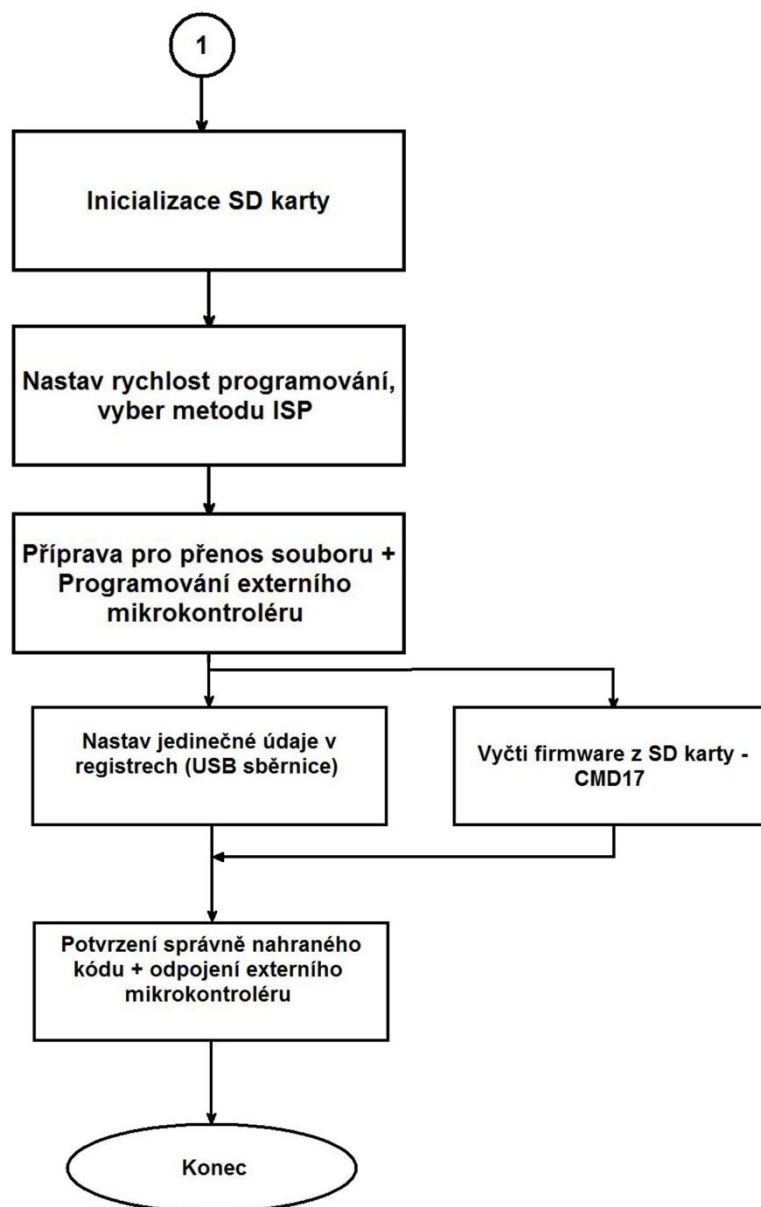 1
Inicializace SD karty
Nastav rychlost programování,
vyber metodu ISP
Příprava pro přenos souboru +
Programování externího
mikrokontroléru
Nastav jedinečné údaje v
registrech (USB sběrnice)
Vyčti firmware z SD karty -
CMD17
Potvrzení správně nahraného
kódu + odpojení externího
mikrokontroléru
Konec